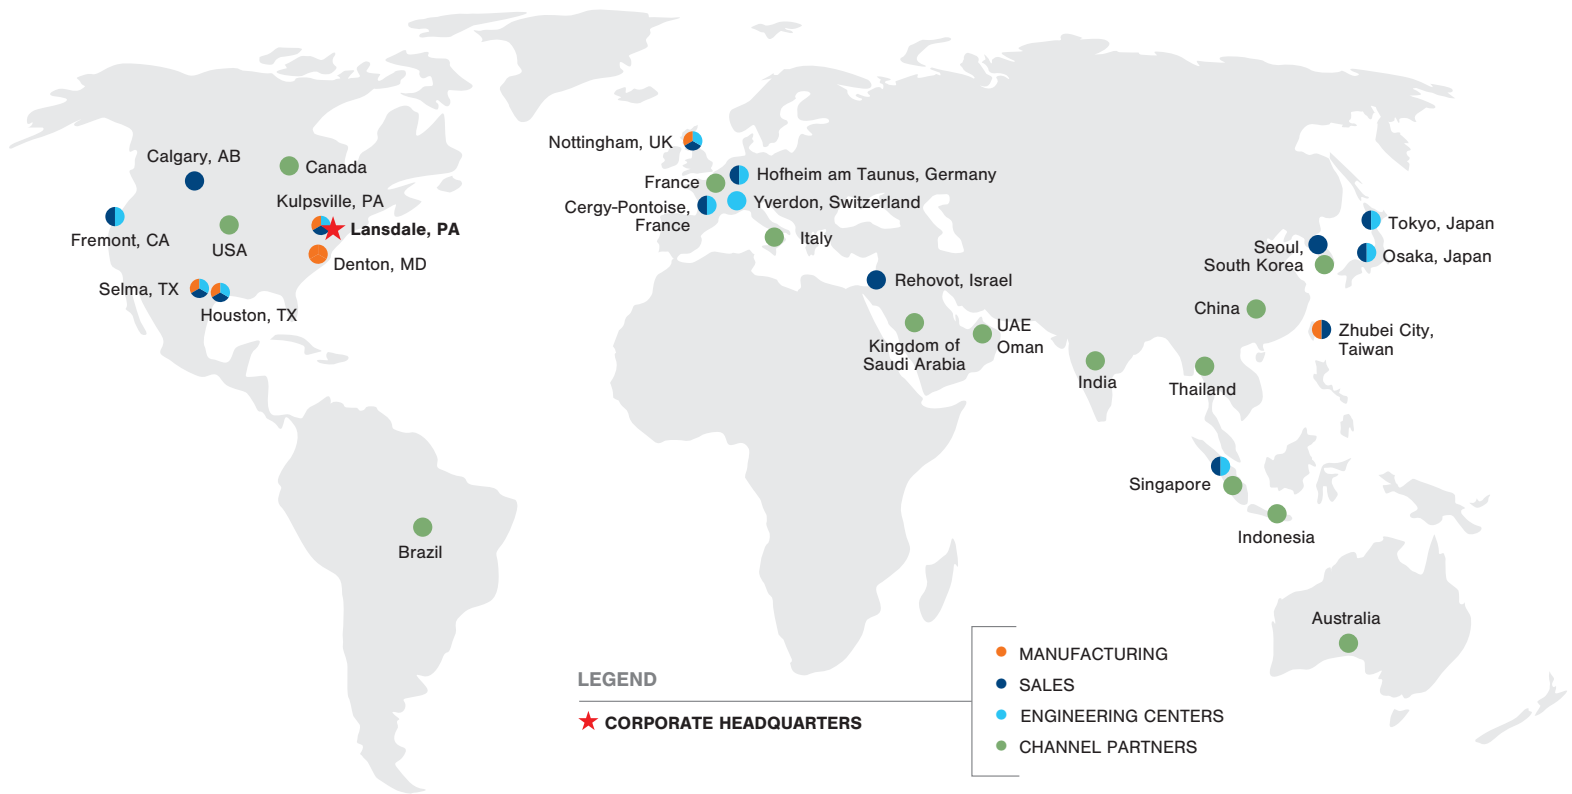 Calgary, AB
Canada
Kulpsville, PA
Lansdale, PA
Fremont, CA
USA
Denton, MD
Selma, TX
Houston, TX
Brazil
Nottingham, UK
France
Hofheim am Taunus, Germany
Cergy-Pontoise,
France
Yverdon, Switzerland
Italy
Rehovot, Israel
Kingdom of
Saudi Arabia
UAE
Oman
India
Thailand
China
Seoul,
South Korea
Tokyo, Japan
Osaka, Japan
Zhubei City,
Taiwan
Singapore
Indonesia
Australia
LEGEND
CORPORATE HEADQUARTERS
MANUFACTURING
SALES
ENGINEERING CENTERS
CHANNEL PARTNERS